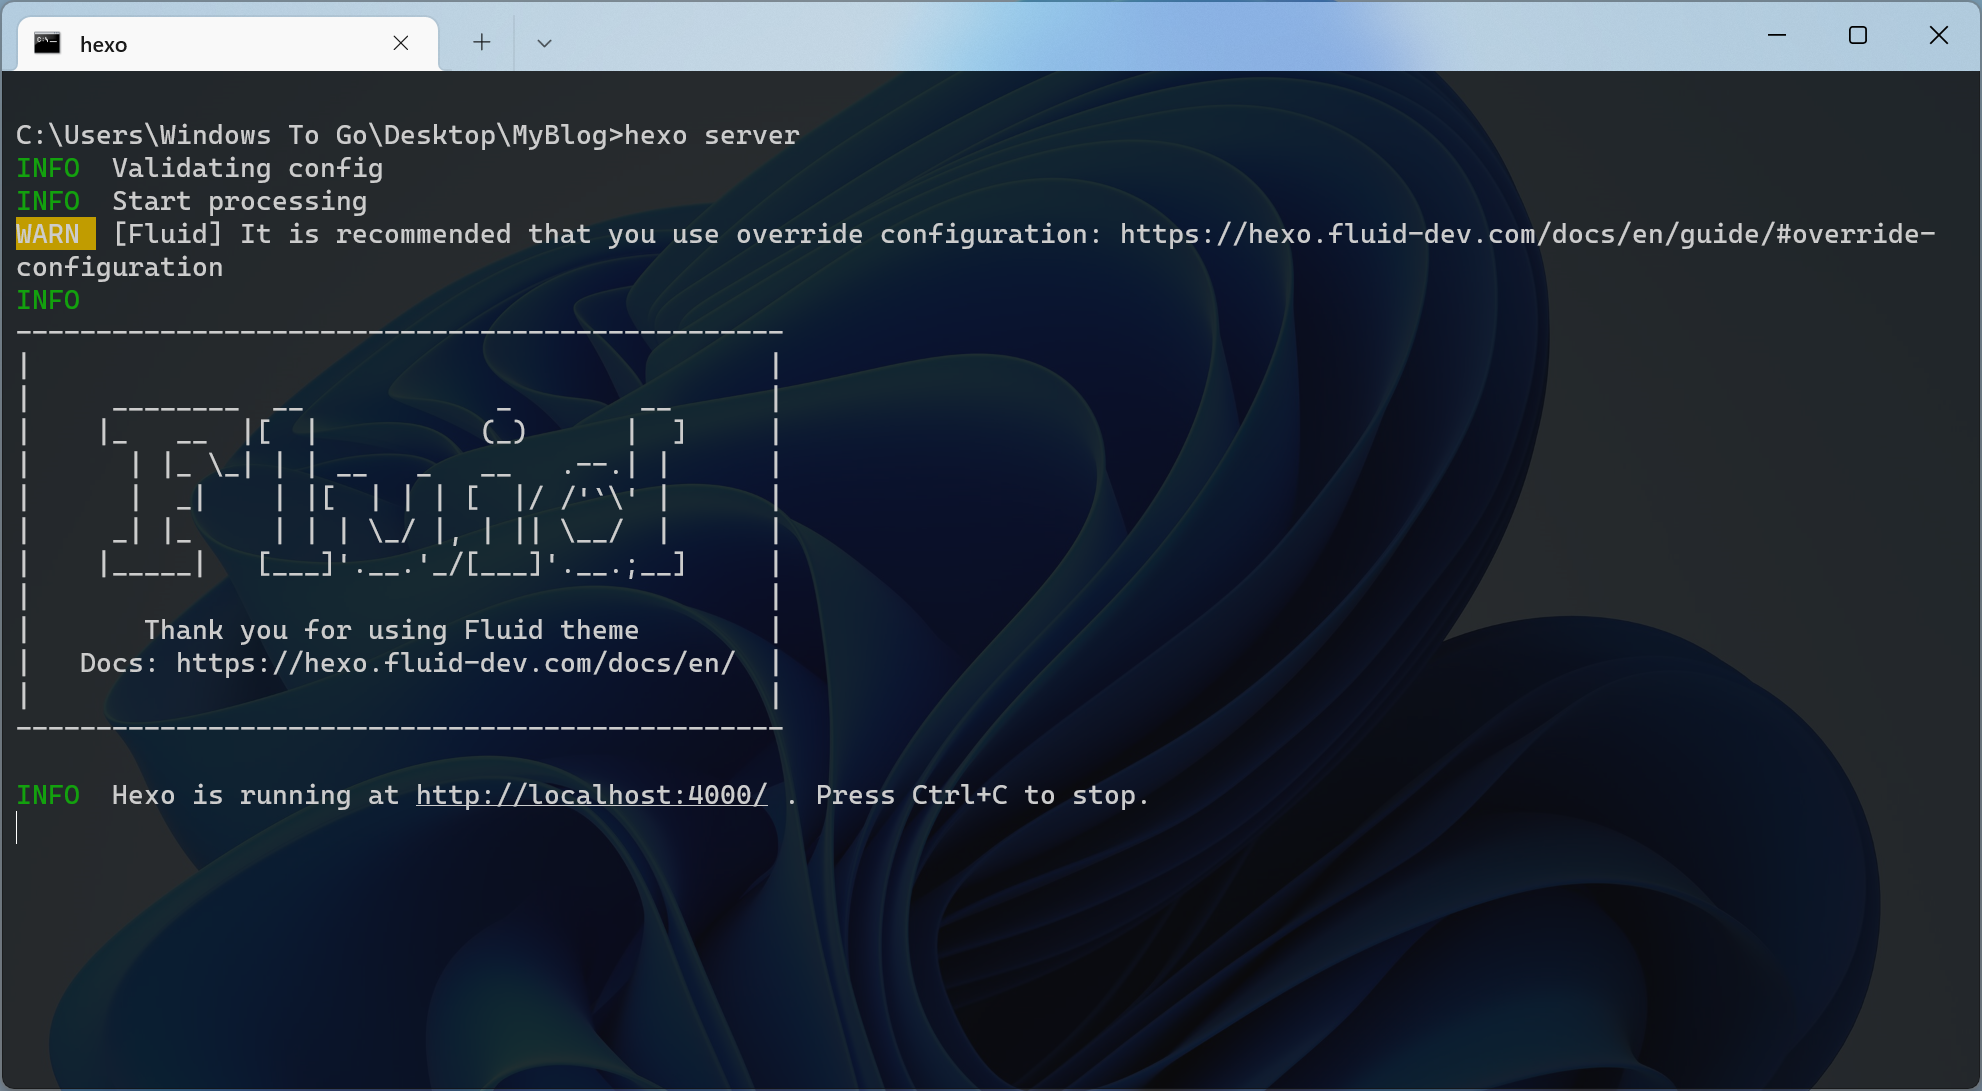 hexo
C:\Users\Windows To Go\Desktop\MyBlog>hexo server
INFO  Validating config
INFO  Start processing
WARN  [Fluid] It is recommended that you use override configuration: https://hexo.fluid-dev.com/docs/en/guide/#override-
configuration
INFO
------------------------------------------------
|                                              |
|     ________  __            _        __      |
|    |_   __  |[  |          (_)      |  ]     |
|      | |_ \_| | | __   _   __   .--.| |      |
|      |  _|    | |[  | | | [  |/ /'`\' |      |
|     _| |_     | | | \_/ |, | || \__/  |      |
|    |_____|   [___]'.__.'_/[___]'.__.;__]     |
|                                              |
|       Thank you for using Fluid theme        |
|   Docs: https://hexo.fluid-dev.com/docs/en/  |
|                                              |
------------------------------------------------
INFO  Hexo is running at http://localhost:4000/ . Press Ctrl+C to stop.